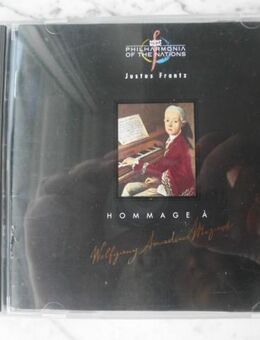 PHILHARMONIA
OF THE NATIONS
Justus Frantz
HOMMAGE À
Wolfgang Amadeus Mozart